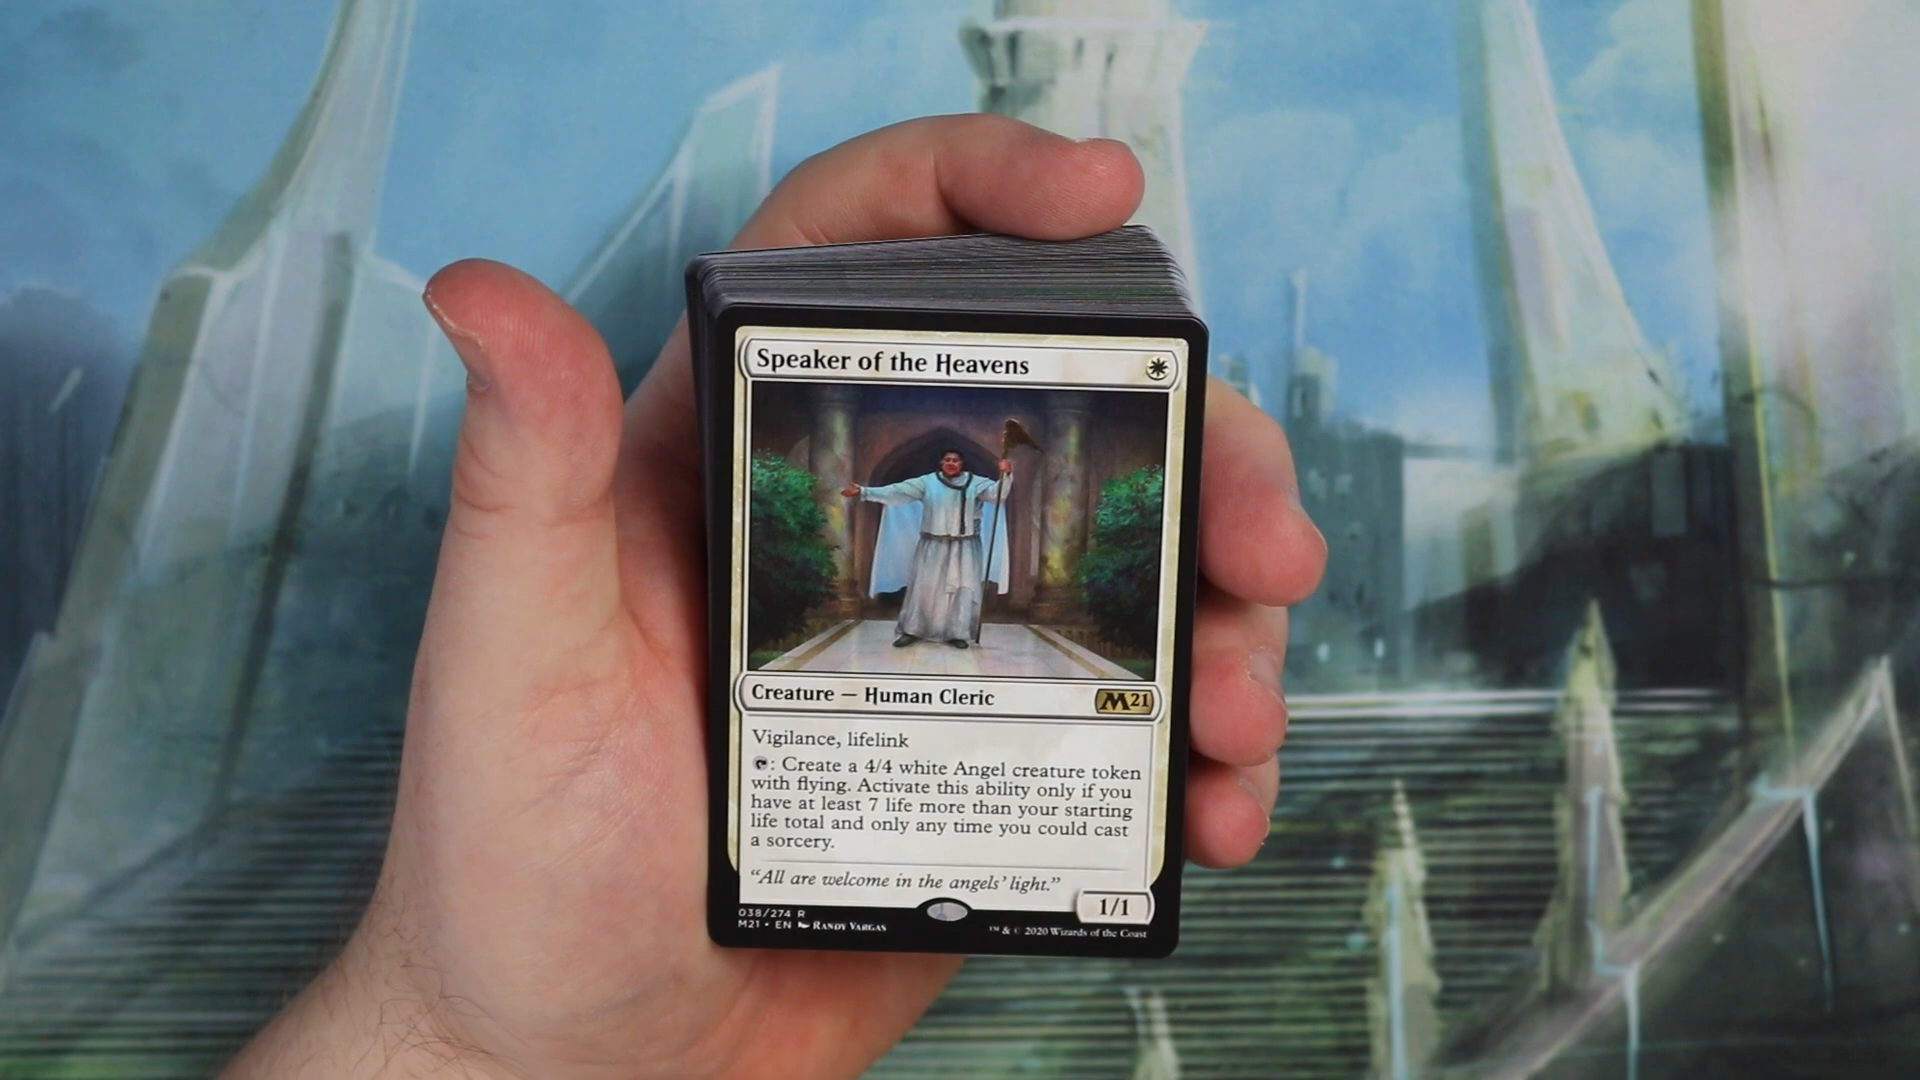 Speaker of the Heavens
Creature — Human Cleric
M21
Vigilance, lifelink
: Create a 4/4 white Angel creature token
with flying. Activate this ability only if you
have at least 7 life more than your starting
life total and only any time you could cast
a sorcery.
“All are welcome in the angels’ light.”
1/1
038/274 R
M21 • EN Randy Vargas
™ & © 2020 Wizards of the Coast